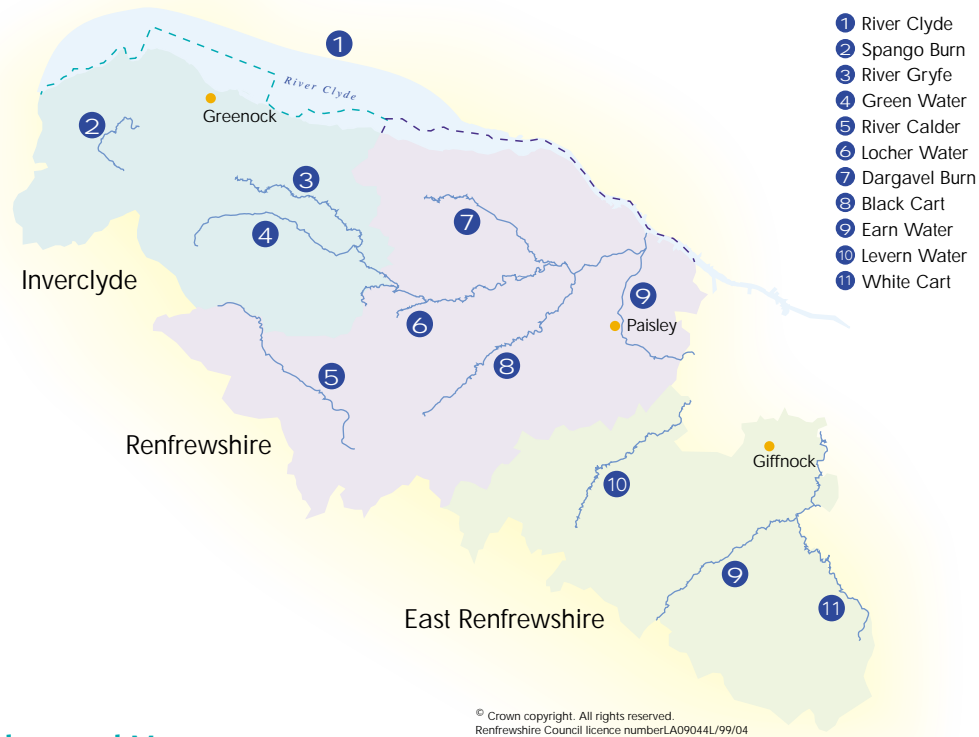 1 River Clyde
2 Spango Burn
3 River Gryfe
4 Green Water
5 River Calder
6 Locher Water
7 Dargavel Burn
8 Black Cart
9 Earn Water
10 Levern Water
11 White Cart
1
River Clyde
Greenock
2
3
4
7
Inverclyde
9
6
Paisley
8
5
Renfrewshire
Giffnock
10
9
11
East Renfrewshire
© Crown copyright. All rights reserved.
Renfrewshire Council licence numberLA09044L/99/04